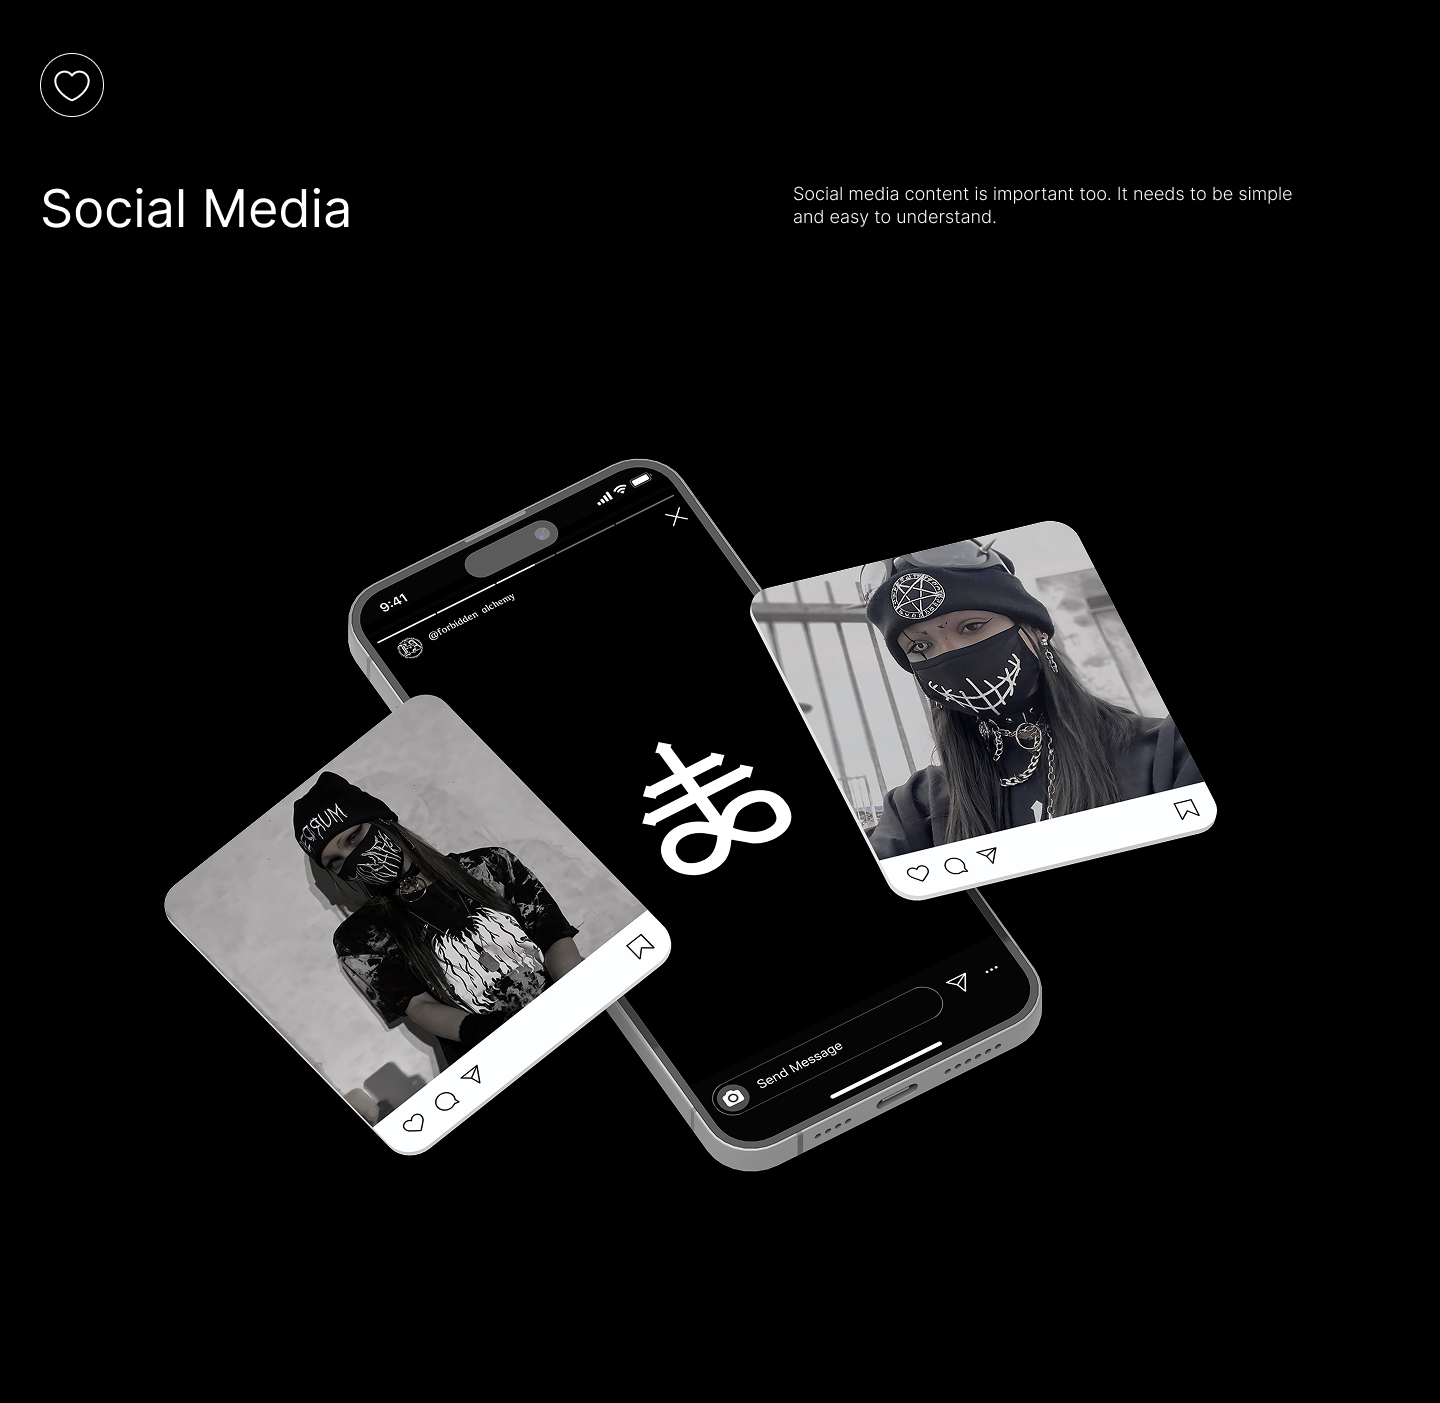 Social Media
Social media content is important too. It needs to be simple
and easy to understand.
9:41
@forbidden_alchemy
Send Message